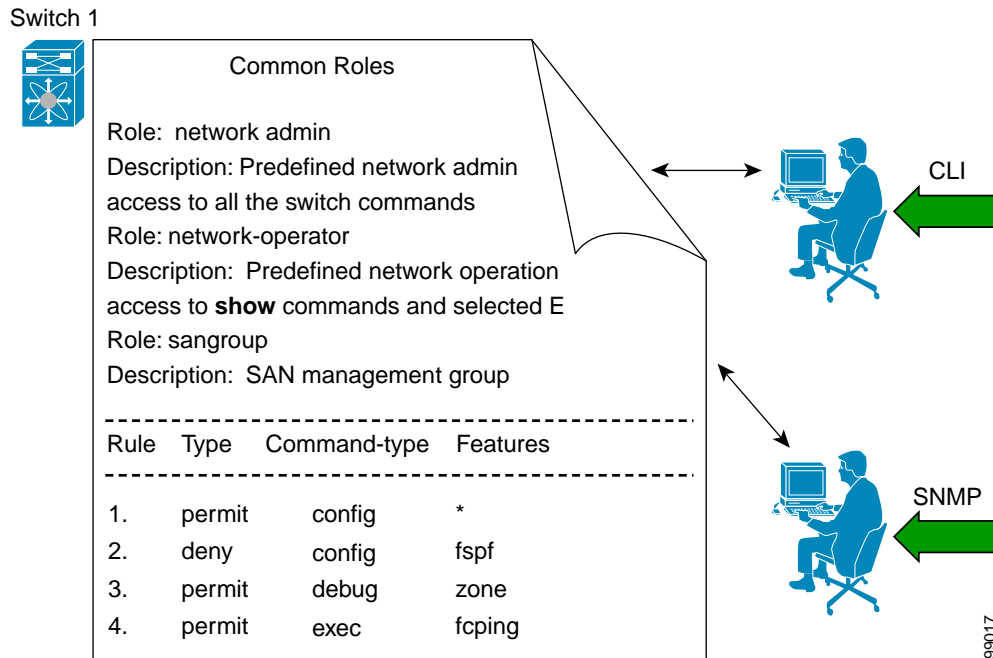 Switch 1
Common Roles
Role: network admin
Description: Predefined network admin
access to all the switch commands
Role: network-operator
Description: Predefined network operation
access to show commands and selected E
Role: sangroup
Description: SAN management group
Rule Type Command-type Features
1. permit config *
2. deny config fspf
3. permit debug zone
4. permit exec fcping
CLI
SNMP
99017